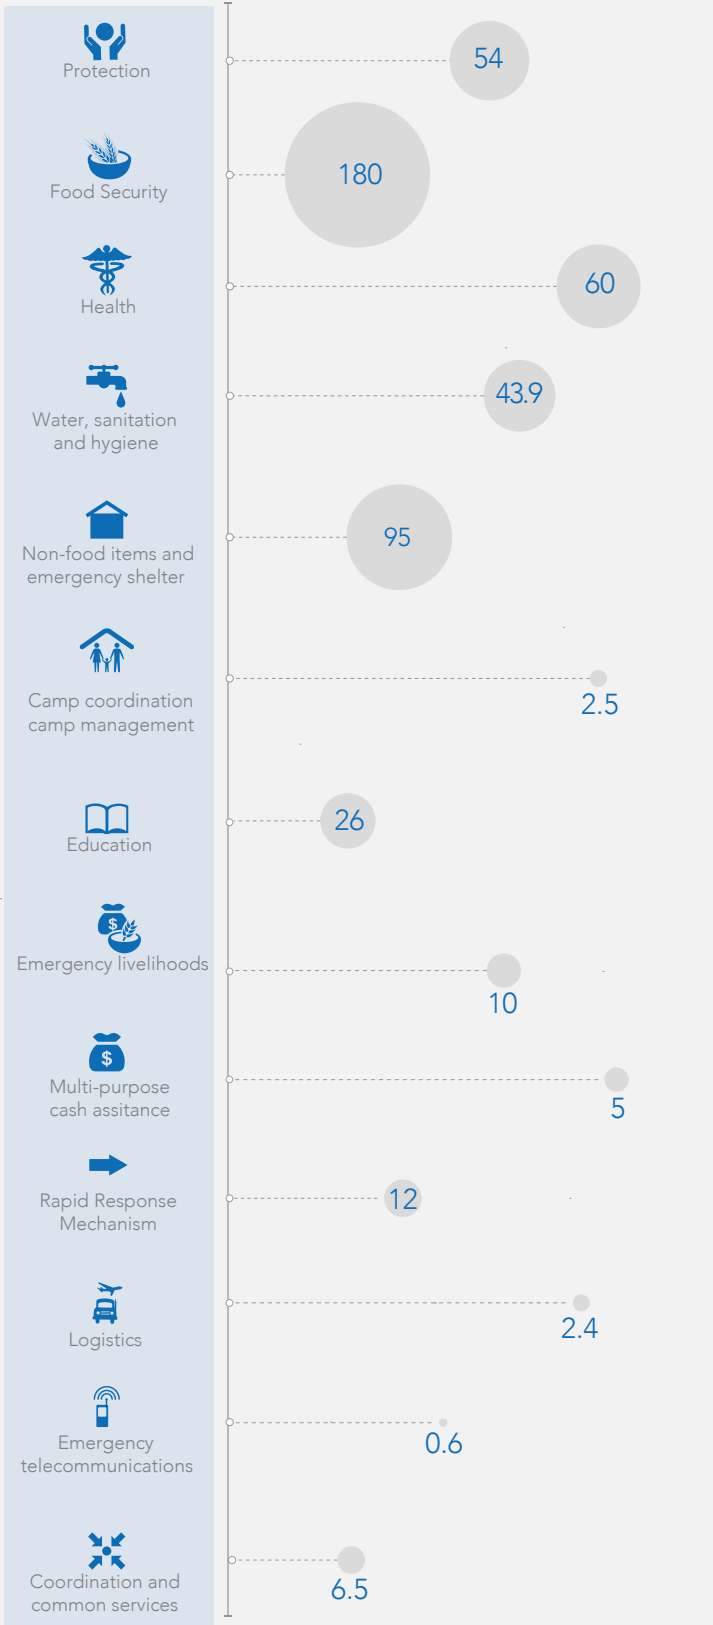 Protection
54
Food Security
180
Health
60
Water, sanitation
and hygiene
43.9
Non-food items and
emergency shelter
95
Camp coordination
camp management
2.5
Education
26
$
Emergency livelihoods
10
$
Multi-purpose
cash assitance
5
Rapid Response
Mechanism
12
Logistics
2.4
Emergency
telecommunications
0.6
Coordination and
common services
6.5